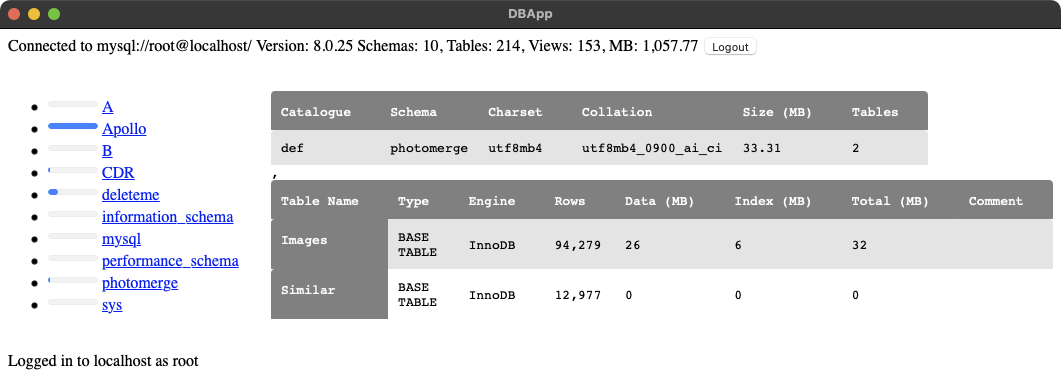 DBApp
Connected to mysql://root@localhost/ Version: 8.0.25 Schemas: 10, Tables: 214, Views: 153, MB: 1,057.77 Logout
A
Apollo
B
CDR
deleteme
information_schema
mysql
performance_schema
photomerge
sys
Catalogue Schema Charset Collation Size (MB) Tables
def photomerge utf8mb4 utf8mb4_0900_ai_ci 33.31 2
,
Table Name Type Engine Rows Data (MB) Index (MB) Total (MB) Comment
Images BASE TABLE InnoDB 94,279 26 6 32
Similar BASE TABLE InnoDB 12,977 0 0 0
Logged in to localhost as root